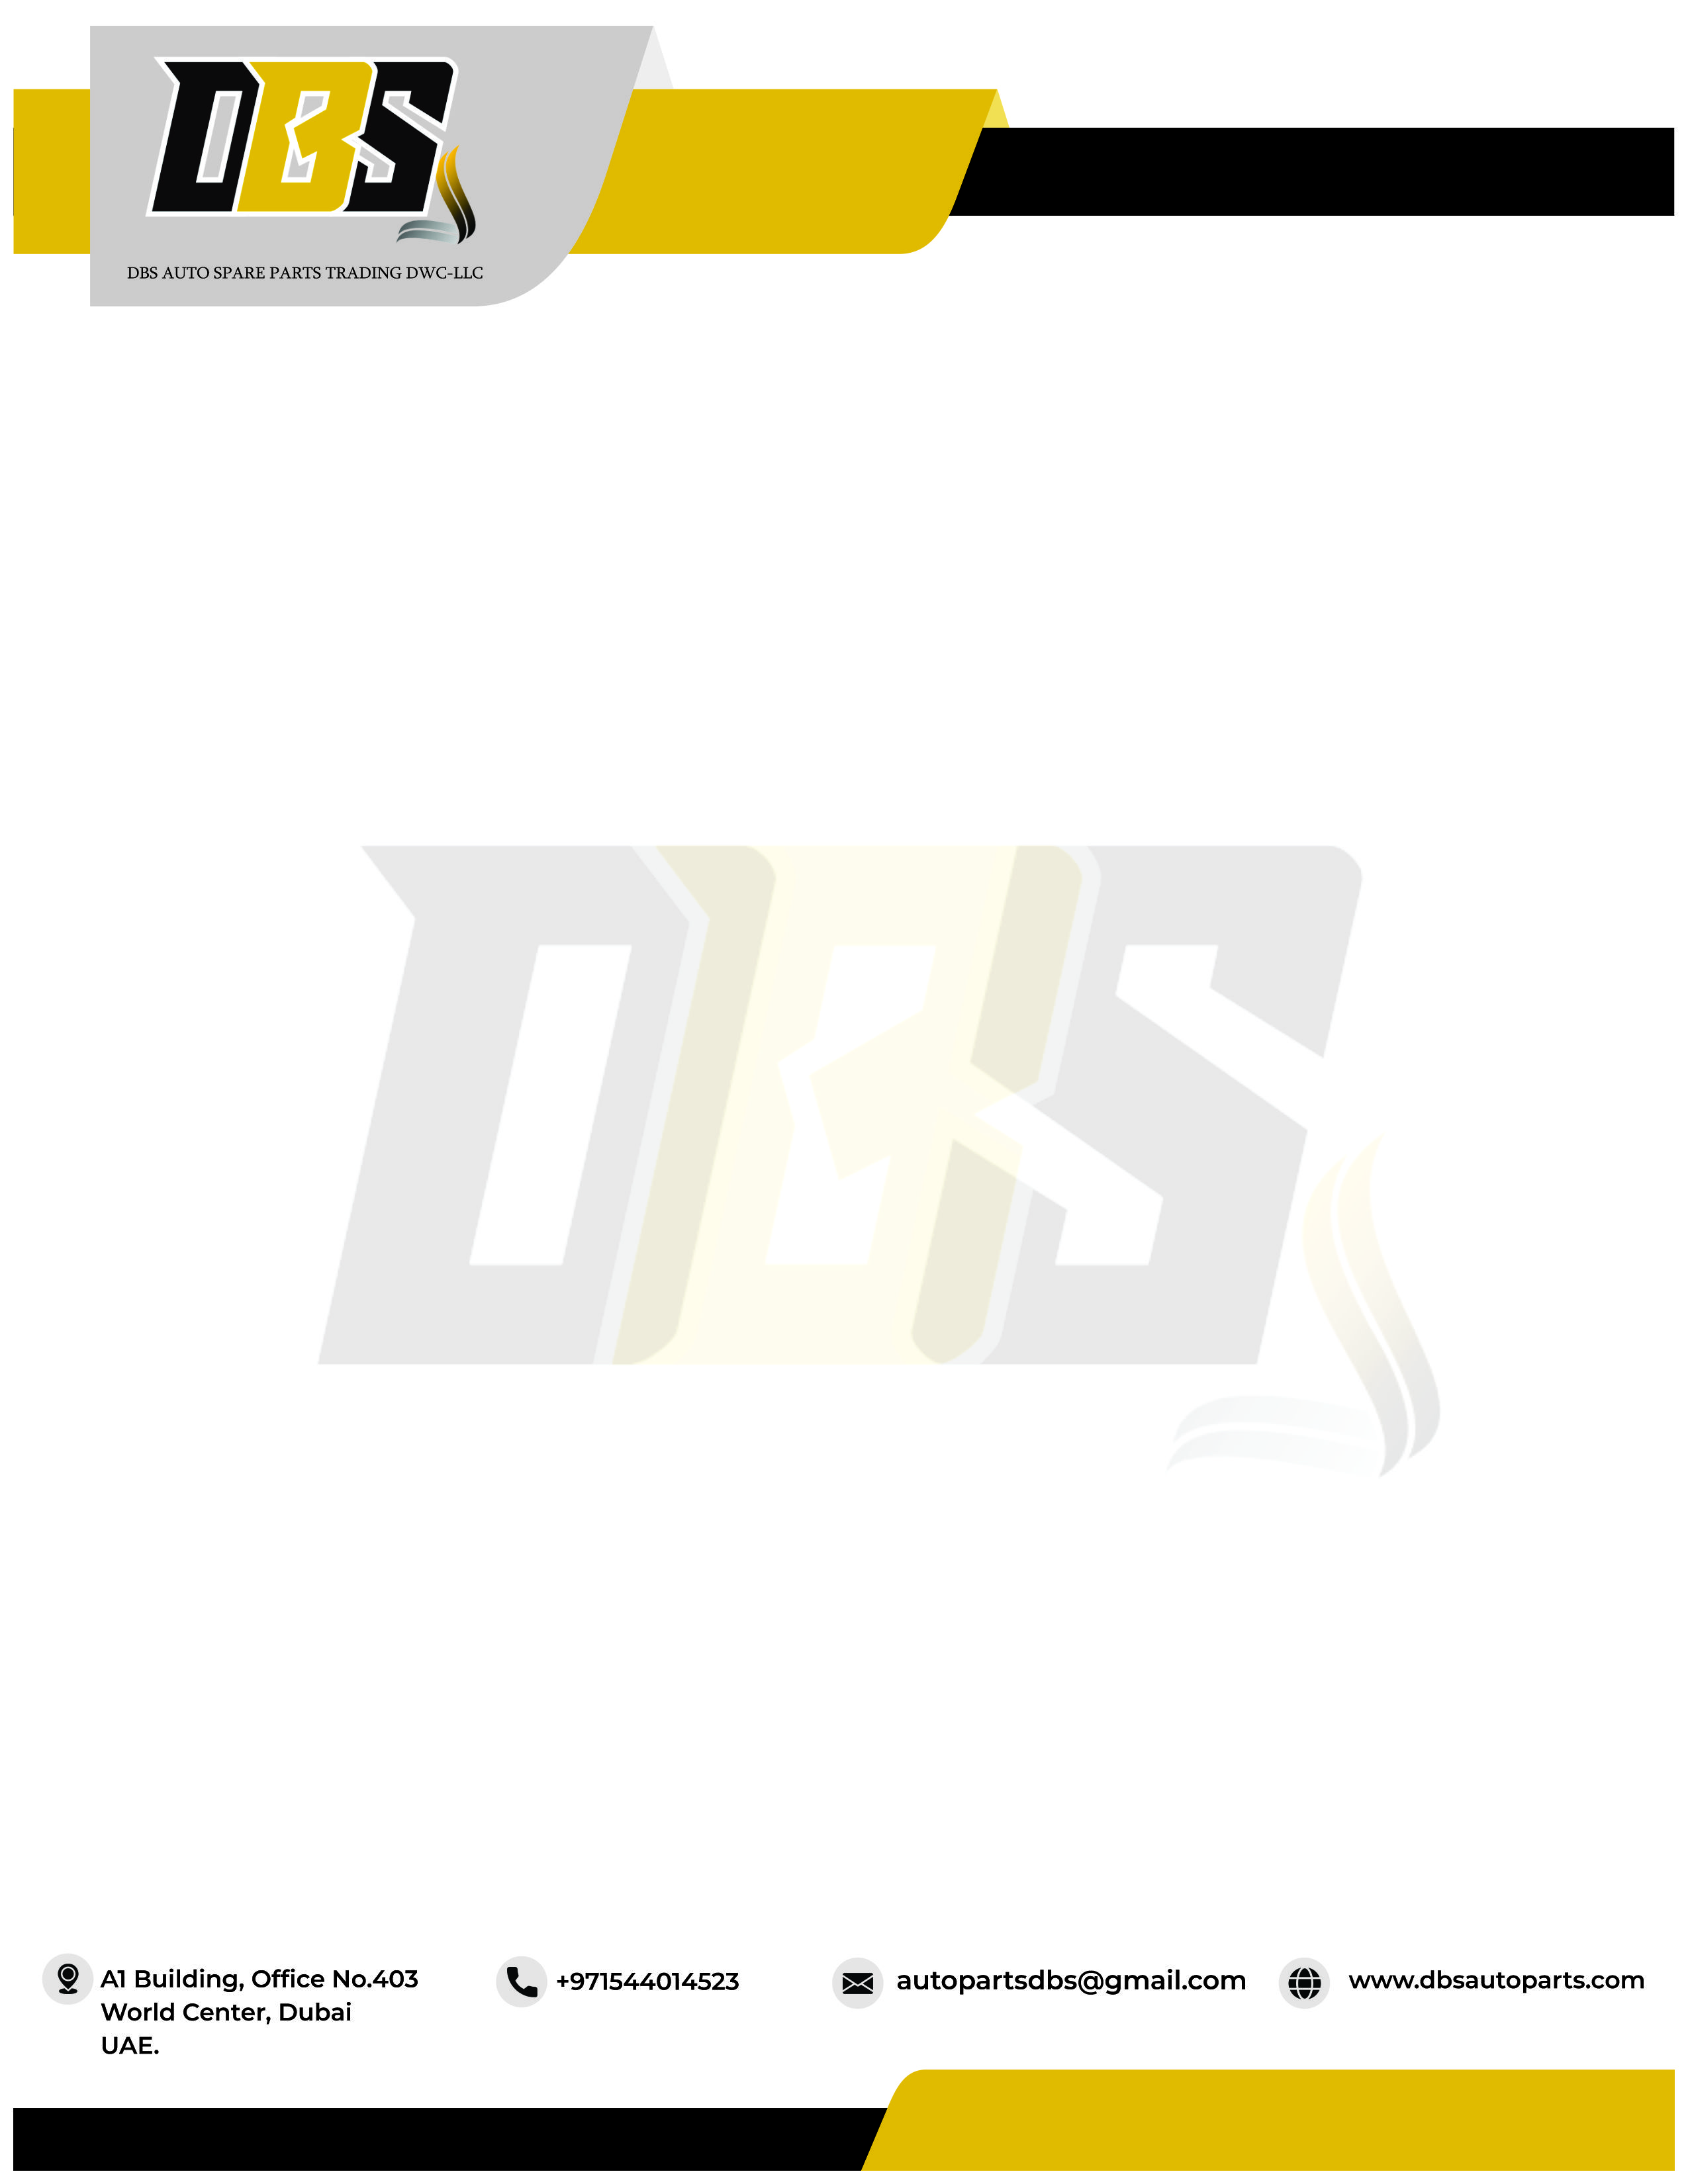 DBS
DBS AUTO SPARE PARTS TRADING DWC-LLC
DBS
A1 Building, Office No.403
World Center, Dubai
UAE.
+971544014523
autopartsdbs@gmail.com
www.dbsautoparts.com